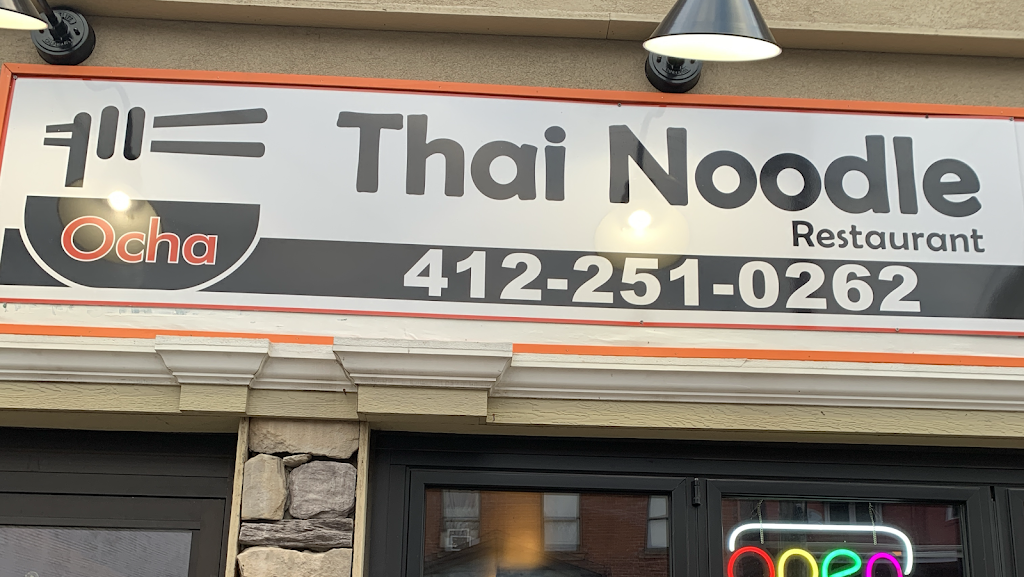 Ocha
Thai Noodle
Restaurant
412-251-0262
open